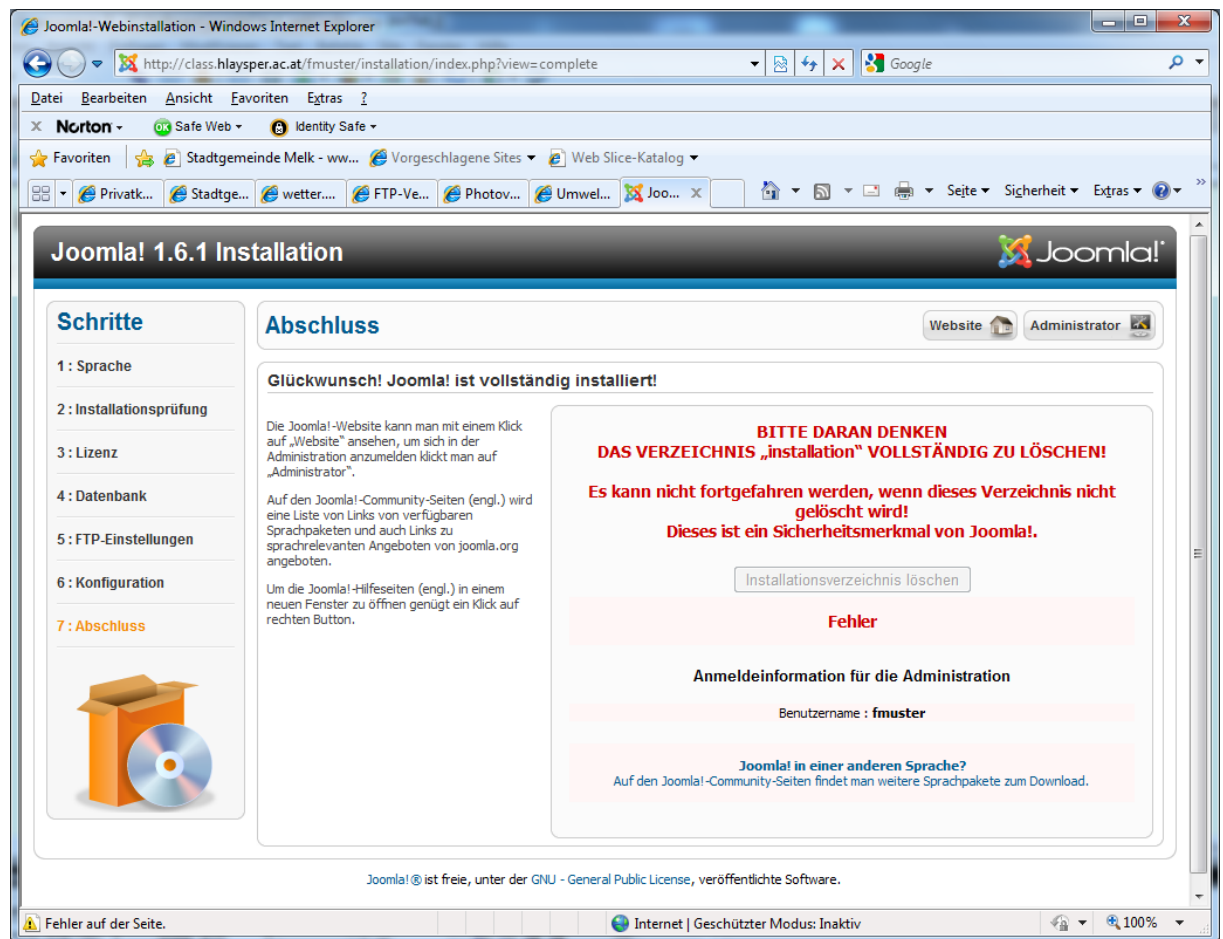 Joomla!-Webinstallation - Windows Internet Explorer
http://class.hlaysper.ac.at/fmuster/installation/index.php?view=complete
Google
Datei Bearbeiten Ansicht Favoriten Extras ?
x Norton - OK Safe Web Identity Safe
Favoriten Stadtgemeinde Melk - ww... Vorgeschlagene Sites Web Slice-Katalog
Privatk... Stadtge... wetter.... FTP-Ve... Photov... Umwel... Joo... x Seite Sicherheit Extras »
Joomla! 1.6.1 Installation
Joomla!
Schritte
1 : Sprache
2 : Installationsprüfung
3 : Lizenz
4 : Datenbank
5 : FTP-Einstellungen
6 : Konfiguration
7 : Abschluss
Abschluss
Website Administrator
Glückwunsch! Joomla! ist vollständig installiert!
Die Joomla!-Website kann man mit einem Klick
auf „Website“ ansehen, um sich in der
Administration anzumelden klickt man auf
„Administrator“.
Auf den Joomla!-Community-Seiten (engl.) wird
eine Liste von Links von verfügbaren
Sprachpaketen und auch Links zu
sprachrelevanten Angeboten von joomla.org
angeboten.
Um die Joomla!-Hilfeseiten (engl.) in einem
neuen Fenster zu öffnen genügt ein Klick auf
rechten Button.
BITTE DARAN DENKEN
DAS VERZEICHNIS „installation“ VOLLSTÄNDIG ZU LÖSCHEN!
Es kann nicht fortgefahren werden, wenn dieses Verzeichnis nicht
gelöscht wird!
Dieses ist ein Sicherheitsmerkmal von Joomla!.
Installationsverzeichnis löschen
Fehler
Anmeldeinformation für die Administration
Benutzername : fmuster
Joomla! in einer anderen Sprache?
Auf den Joomla!-Community-Seiten findet man weitere Sprachpakete zum Download.
Joomla!® ist freie, unter der GNU - General Public License, veröffentlichte Software.
Fehler auf der Seite. Internet | Geschützter Modus: Inaktiv 100%